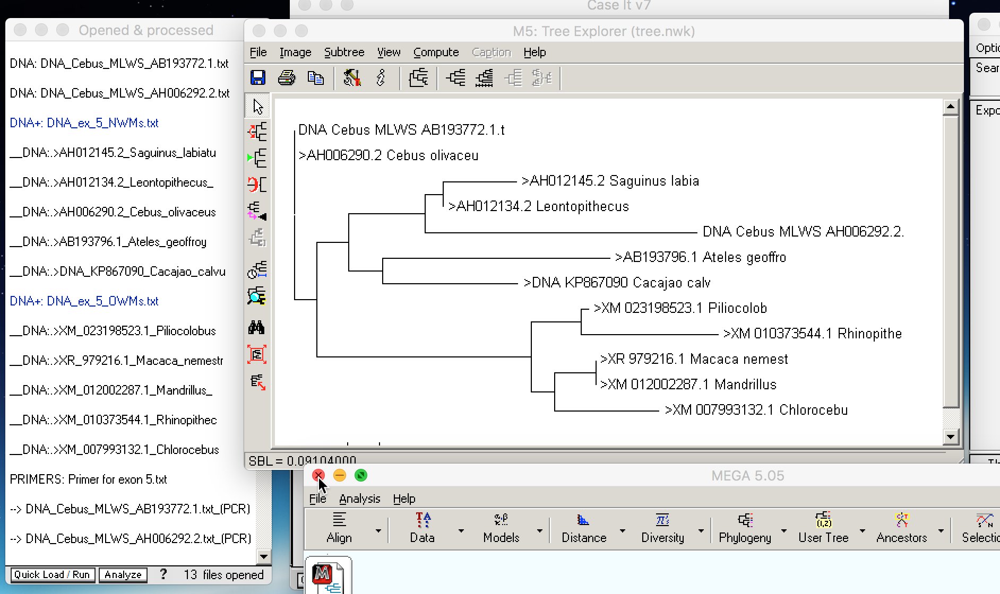 Case It v7
Opened & processed
DNA: DNA_Cebus_MLWS_AB193772.1.txt
DNA: DNA_Cebus_MLWS_AH006292.2.txt
DNA+: DNA_ex_5_NWMs.txt
__DNA:.>AH012145.2_Saguinus_labiatu
__DNA:.>AH012134.2_Leontopithecus_
__DNA:.>AH006290.2_Cebus_olivaceus
__DNA:.>AB193796.1_Ateles_geoffroy
__DNA:.>DNA_KP867090_Cacajao_calvu
DNA+: DNA_ex_5_OWMs.txt
__DNA:.>XM_023198523.1_Piliocolobus
__DNA:.>XR_979216.1_Macaca_nemestr
__DNA:.>XM_012002287.1_Mandrillus_
__DNA:.>XM_010373544.1_Rhinopithec
__DNA:.>XM_007993132.1_Chlorocebus
PRIMERS: Primer for exon 5.txt
--> DNA_Cebus_MLWS_AB193772.1.txt_(PCR)
--> DNA_Cebus_MLWS_AH006292.2.txt_(PCR)
Quick Load / Run Analyze ? 13 files opened
M5: Tree Explorer (tree.nwk)
File Image Subtree View Compute Caption Help
DNA Cebus MLWS AB193772.1.t
>AH006290.2 Cebus olivaceu
>AH012145.2 Saguinus labia
>AH012134.2 Leontopithecus
DNA Cebus MLWS AH006292.2.
>AB193796.1 Ateles geoffro
>DNA KP867090 Cacajao calv
>XM 023198523.1 Piliocolob
>XM 010373544.1 Rhinopithe
>XR 979216.1 Macaca nemest
>XM 012002287.1 Mandrillus
>XM 007993132.1 Chlorocebu
SBL = 0.09104000
MEGA 5.05
File Analysis Help
Align Data Models Distance Diversity Phylogeny User Tree Ancestors Selectio
Optio
Sear
Expo